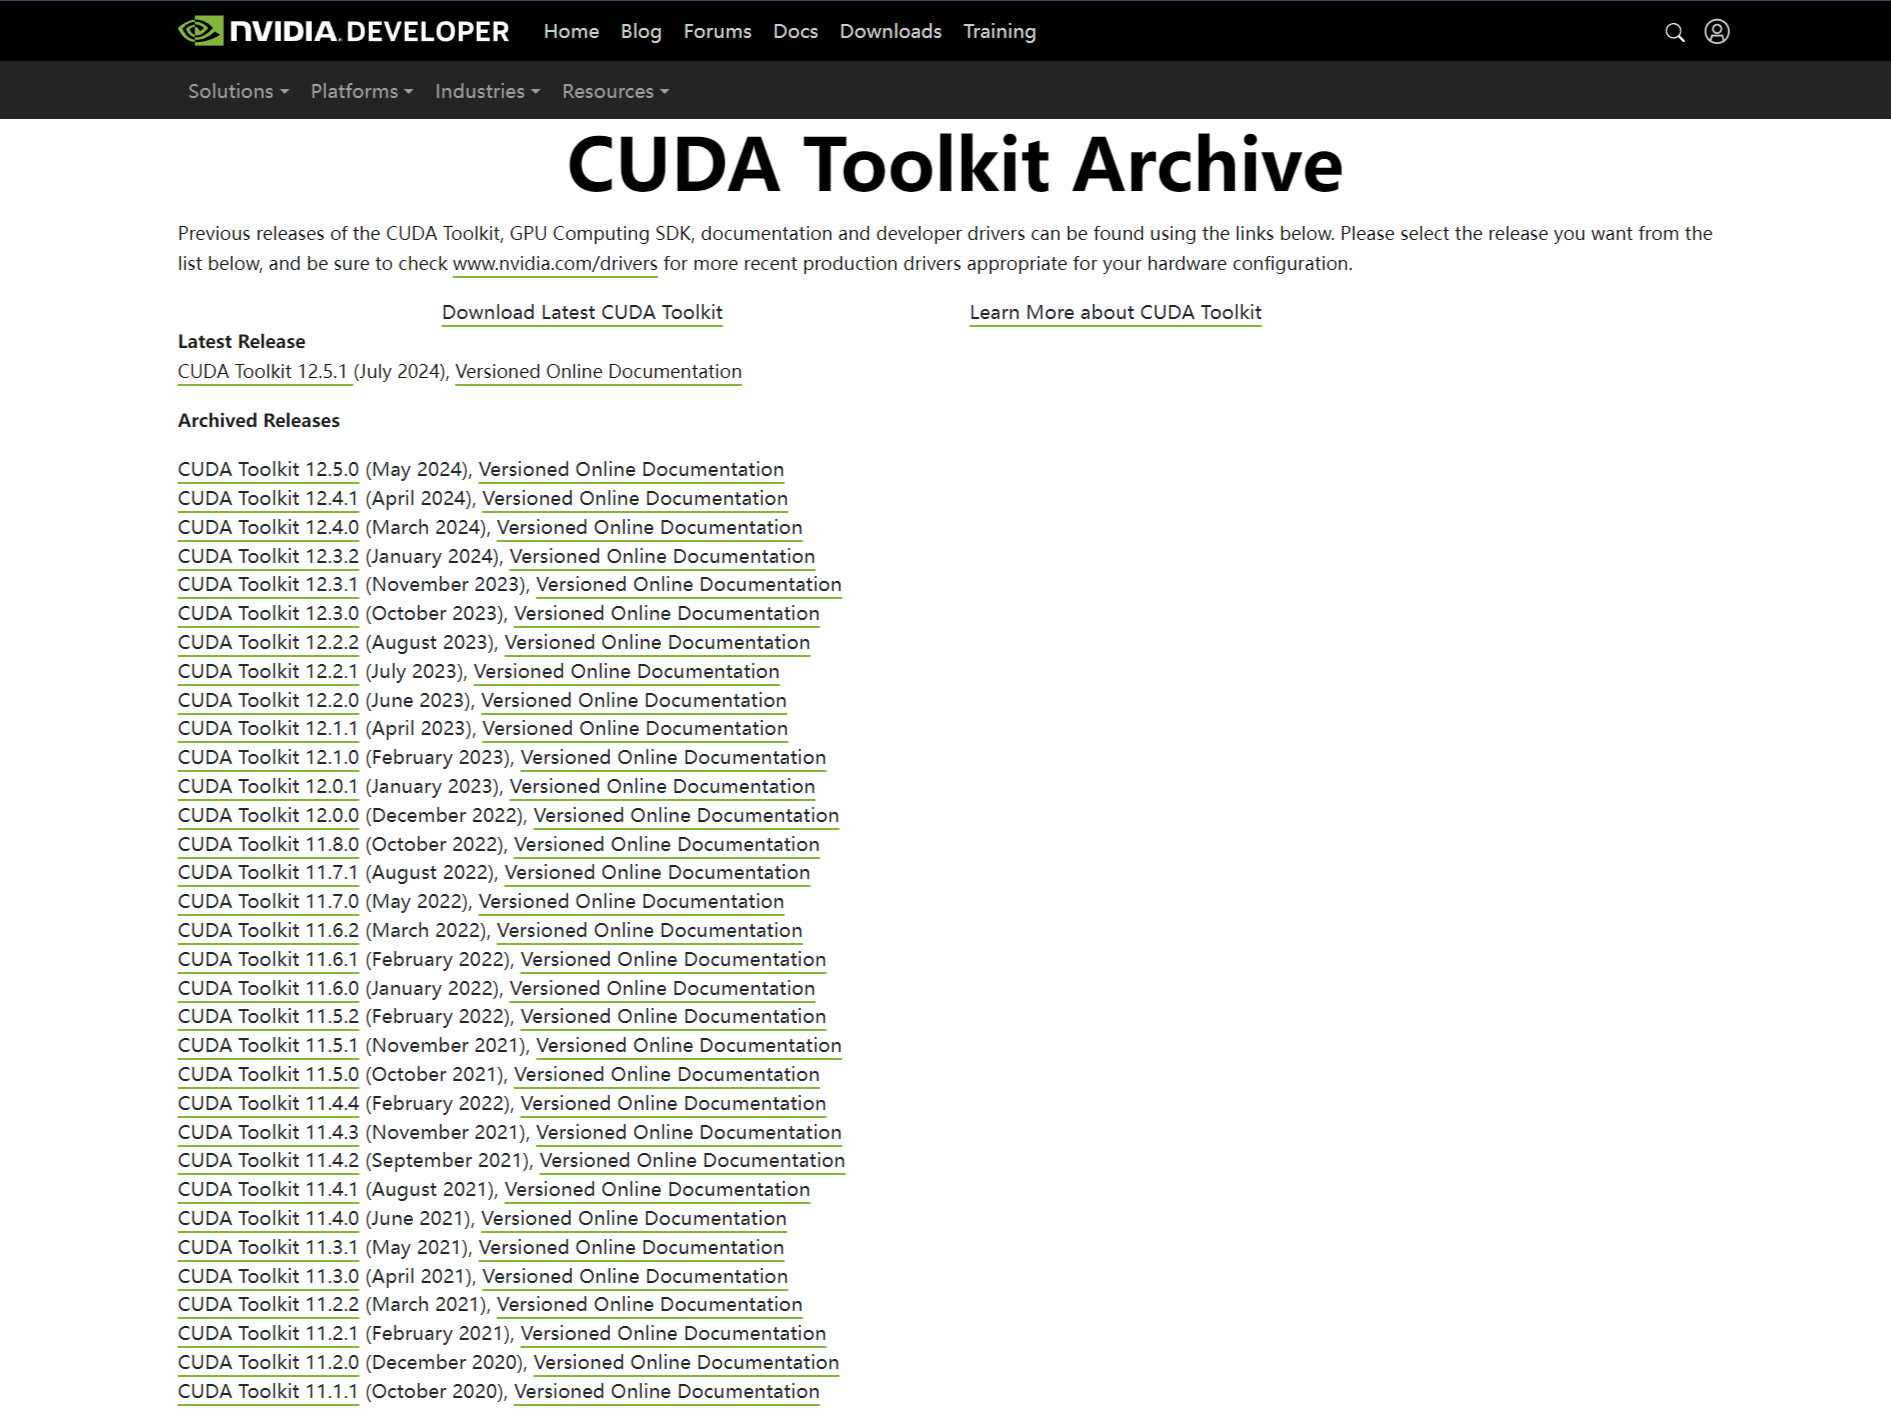 NVIDIA. DEVELOPER Home Blog Forums Docs Downloads Training
Solutions Platforms Industries Resources
CUDA Toolkit Archive
Previous releases of the CUDA Toolkit, GPU Computing SDK, documentation and developer drivers can be found using the links below. Please select the release you want from the
list below, and be sure to check www.nvidia.com/drivers for more recent production drivers appropriate for your hardware configuration.
Download Latest CUDA Toolkit Learn More about CUDA Toolkit
Latest Release
CUDA Toolkit 12.5.1 (July 2024), Versioned Online Documentation
Archived Releases
CUDA Toolkit 12.5.0 (May 2024), Versioned Online Documentation
CUDA Toolkit 12.4.1 (April 2024), Versioned Online Documentation
CUDA Toolkit 12.4.0 (March 2024), Versioned Online Documentation
CUDA Toolkit 12.3.2 (January 2024), Versioned Online Documentation
CUDA Toolkit 12.3.1 (November 2023), Versioned Online Documentation
CUDA Toolkit 12.3.0 (October 2023), Versioned Online Documentation
CUDA Toolkit 12.2.2 (August 2023), Versioned Online Documentation
CUDA Toolkit 12.2.1 (July 2023), Versioned Online Documentation
CUDA Toolkit 12.2.0 (June 2023), Versioned Online Documentation
CUDA Toolkit 12.1.1 (April 2023), Versioned Online Documentation
CUDA Toolkit 12.1.0 (February 2023), Versioned Online Documentation
CUDA Toolkit 12.0.1 (January 2023), Versioned Online Documentation
CUDA Toolkit 12.0.0 (December 2022), Versioned Online Documentation
CUDA Toolkit 11.8.0 (October 2022), Versioned Online Documentation
CUDA Toolkit 11.7.1 (August 2022), Versioned Online Documentation
CUDA Toolkit 11.7.0 (May 2022), Versioned Online Documentation
CUDA Toolkit 11.6.2 (March 2022), Versioned Online Documentation
CUDA Toolkit 11.6.1 (February 2022), Versioned Online Documentation
CUDA Toolkit 11.6.0 (January 2022), Versioned Online Documentation
CUDA Toolkit 11.5.2 (February 2022), Versioned Online Documentation
CUDA Toolkit 11.5.1 (November 2021), Versioned Online Documentation
CUDA Toolkit 11.5.0 (October 2021), Versioned Online Documentation
CUDA Toolkit 11.4.4 (February 2022), Versioned Online Documentation
CUDA Toolkit 11.4.3 (November 2021), Versioned Online Documentation
CUDA Toolkit 11.4.2 (September 2021), Versioned Online Documentation
CUDA Toolkit 11.4.1 (August 2021), Versioned Online Documentation
CUDA Toolkit 11.4.0 (June 2021), Versioned Online Documentation
CUDA Toolkit 11.3.1 (May 2021), Versioned Online Documentation
CUDA Toolkit 11.3.0 (April 2021), Versioned Online Documentation
CUDA Toolkit 11.2.2 (March 2021), Versioned Online Documentation
CUDA Toolkit 11.2.1 (February 2021), Versioned Online Documentation
CUDA Toolkit 11.2.0 (December 2020), Versioned Online Documentation
CUDA Toolkit 11.1.1 (October 2020), Versioned Online Documentation